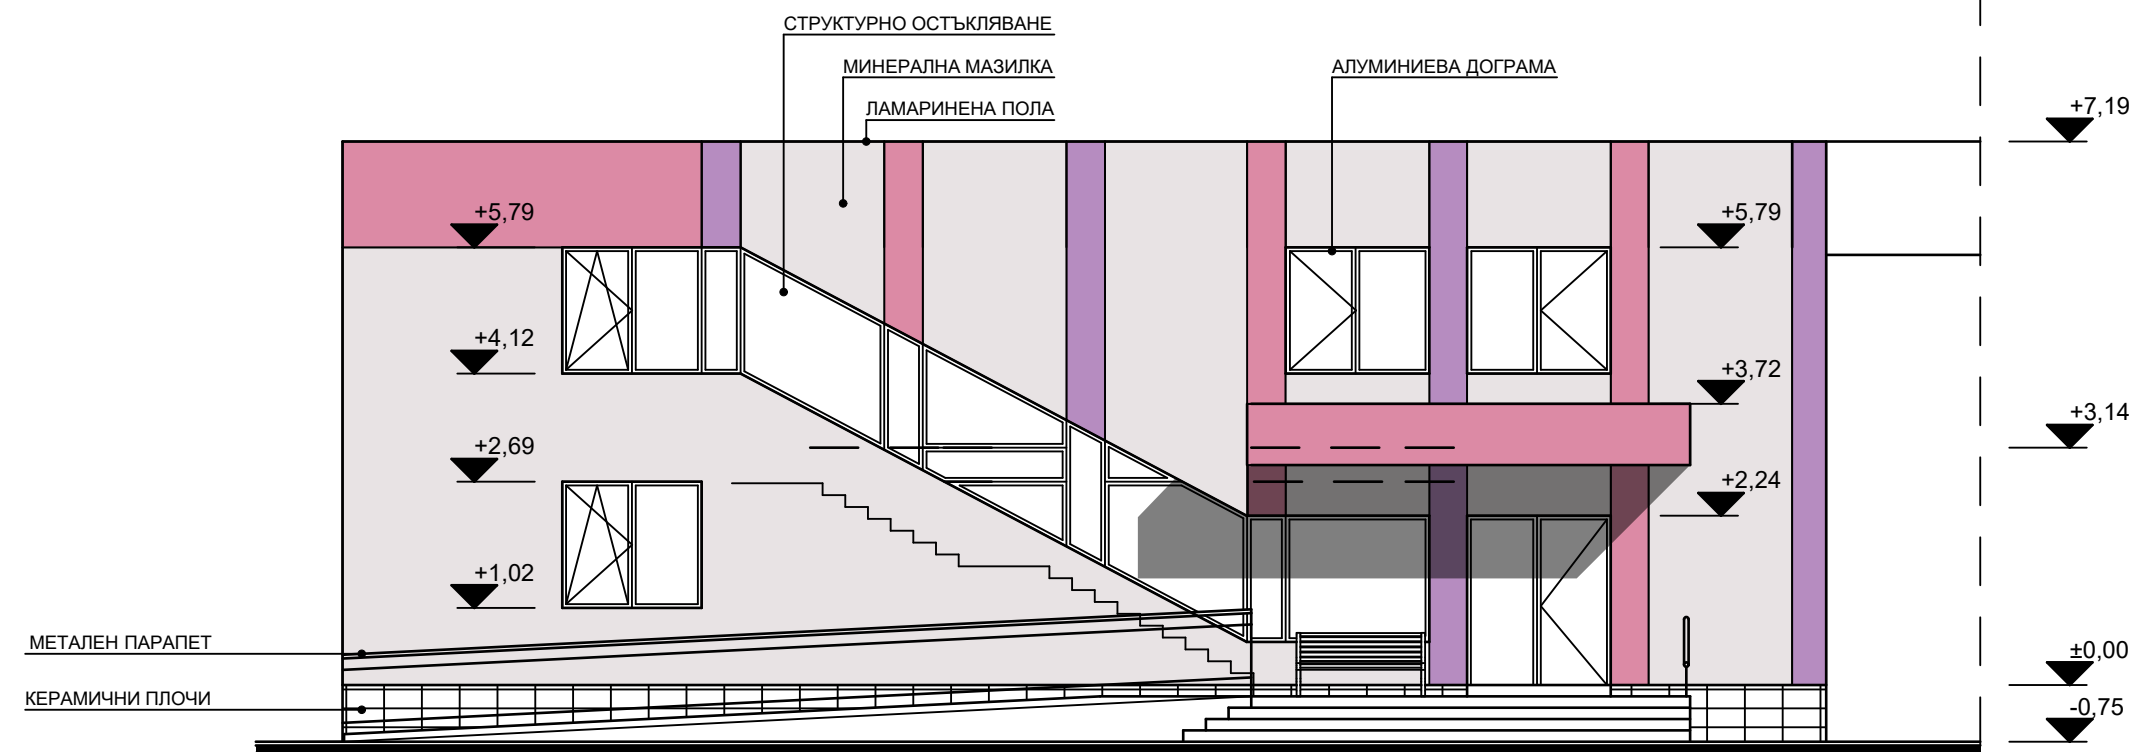 СТРУКТУРНО ОСТЪКЛЯВАНЕ
МИНЕРАЛНА МАЗИЛКА
АЛУМИНИЕВА ДОГРАМА
ЛАМАРИНЕНА ПОЛА
+7,19
+5,79
+5,79
+4,12
+3,72
+3,14
+2,69
+2,24
+1,02
МЕТАЛЕН ПАРАПЕТ
±0,00
КЕРАМИЧНИ ПЛОЧИ
-0,75